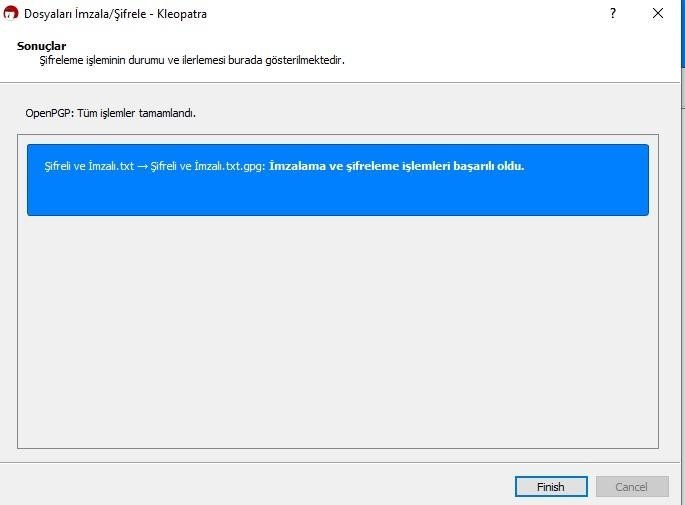 Dosyaları İmzala/Şifrele - Kleopatra
?
Sonuçlar
Şifreleme işleminin durumu ve ilerlemesi burada gösterilmektedir.
OpenPGP: Tüm işlemler tamamlandı.
Şifreli ve İmzalı.txt → Şifreli ve İmzalı.txt.gpg: İmzalama ve şifreleme işlemleri başarılı oldu.
Finish
Cancel